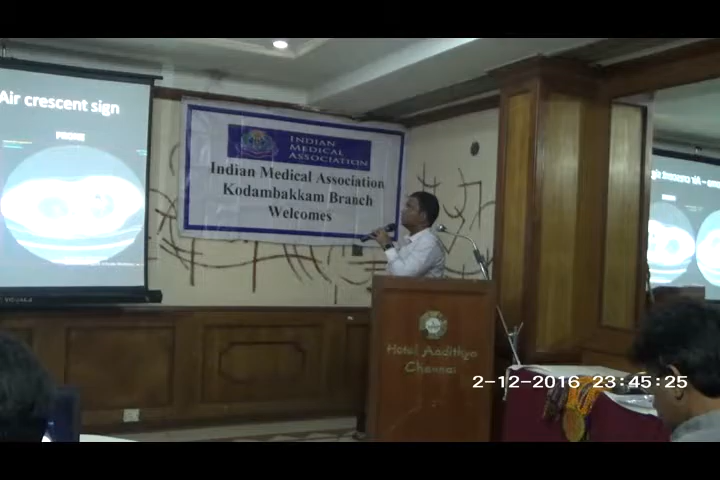 Air crescent sign
PRONE
INDIAN
MEDICAL
ASSOCIATION
Indian Medical Association
Kodambakkam Branch
Welcomes
Hotel Aadithya
Chennai
2-12-2016 23:45:25